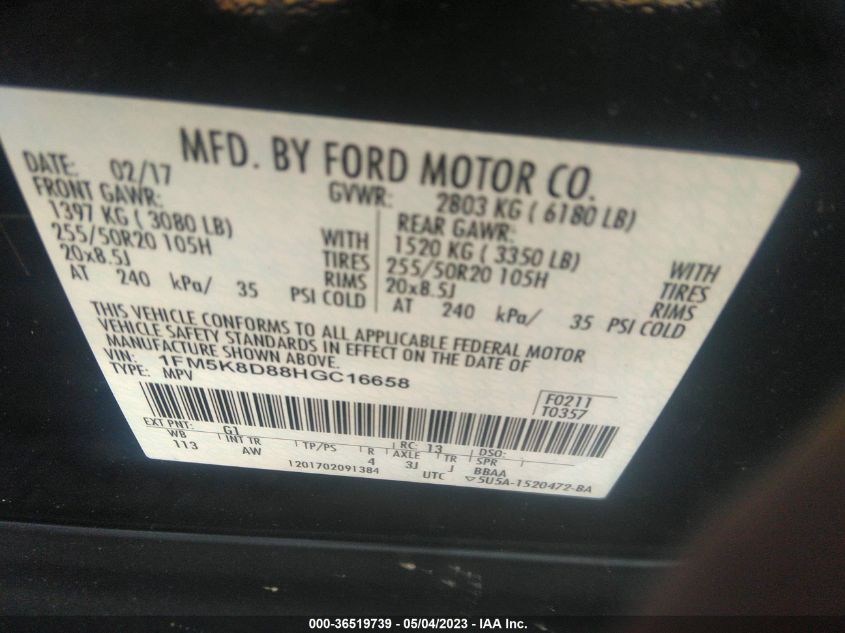 MFD. BY FORD MOTOR CO.
DATE: 02/17 GVWR: 2803 KG ( 6180 LB)
FRONT GAWR: REAR GAWR:
1397 KG ( 3080 LB) WITH 1520 KG ( 3350 LB) WITH
255/50R20 105H TIRES 255/50R20 105H TIRES
20x8.5J RIMS 20x8.5J RIMS
AT 240 kPa/ 35 PSI COLD AT 240 kPa/ 35 PSI COLD
THIS VEHICLE CONFORMS TO ALL APPLICABLE FEDERAL MOTOR
VEHICLE SAFETY STANDARDS IN EFFECT ON THE DATE OF
MANUFACTURE SHOWN ABOVE.
VIN: 1FM5K8D88HGC16658
TYPE: MPV
F0211
T0357
EXT PNT: G1 RC: 13 DSO:
WB INT TR TP/PS R AXLE TR SPR
113 AW 4 3J J BBAA
1201702091384 UTC ▽5U5A-1520472-BA
000-36519739 - 05/04/2023 - IAA Inc.